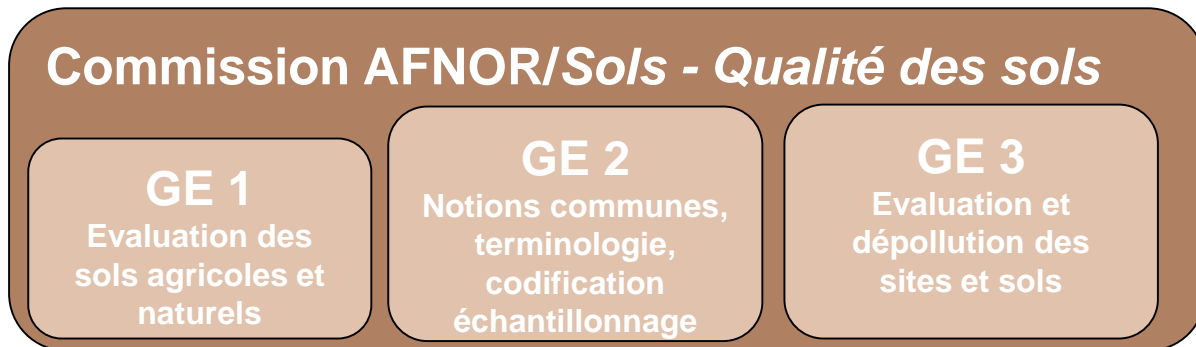 Commission AFNOR/Sols - Qualité des sols
GE 1
Evaluation des
sols agricoles et
naturels
GE 2
Notions communes,
terminologie,
codification
échantillonnage
GE 3
Evaluation et
dépollution des
sites et sols